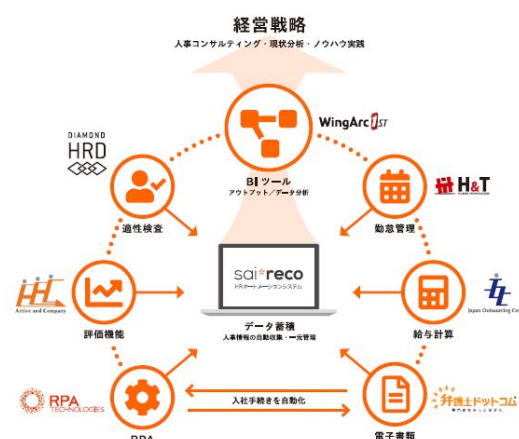 経営戦略
人事コンサルティング・現状分析・ノウハウ実践
WingArc1ST
DIAMOND
HRD
BIツール
アウトプット／データ分析
H&T
適性検査
勤怠管理
sai*reco
HRオートメーションシステム
Active and Company
評価機能
データ蓄積
人事情報の自動収集・一元管理
給与計算
Japan Outsourcing Ce
RPA
TECHNOLOGIES
入社手続きを自動化
弁護士ドットコム
RPA
電子書類